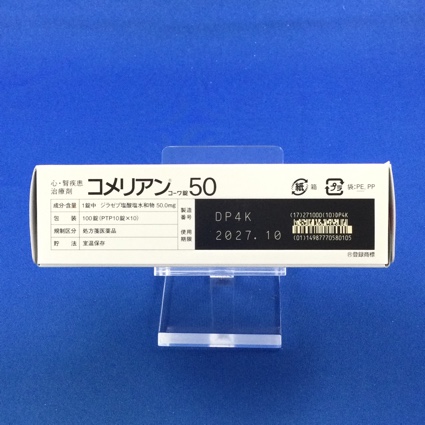 心・腎疾患
治療剤
コメリアン コーワ錠 50
紙 箱
プラ 袋:PE, PP
成分・含量 1錠中 ジラゼプ塩酸塩水和物 50.0mg
包装 100錠(PTP10錠×10)
規制区分 処方箋医薬品
貯法 室温保存
製造番号 DP4K
使用期限 2027.10
(17)271000(10)DP4K
(01)14987770580105
®登録商標